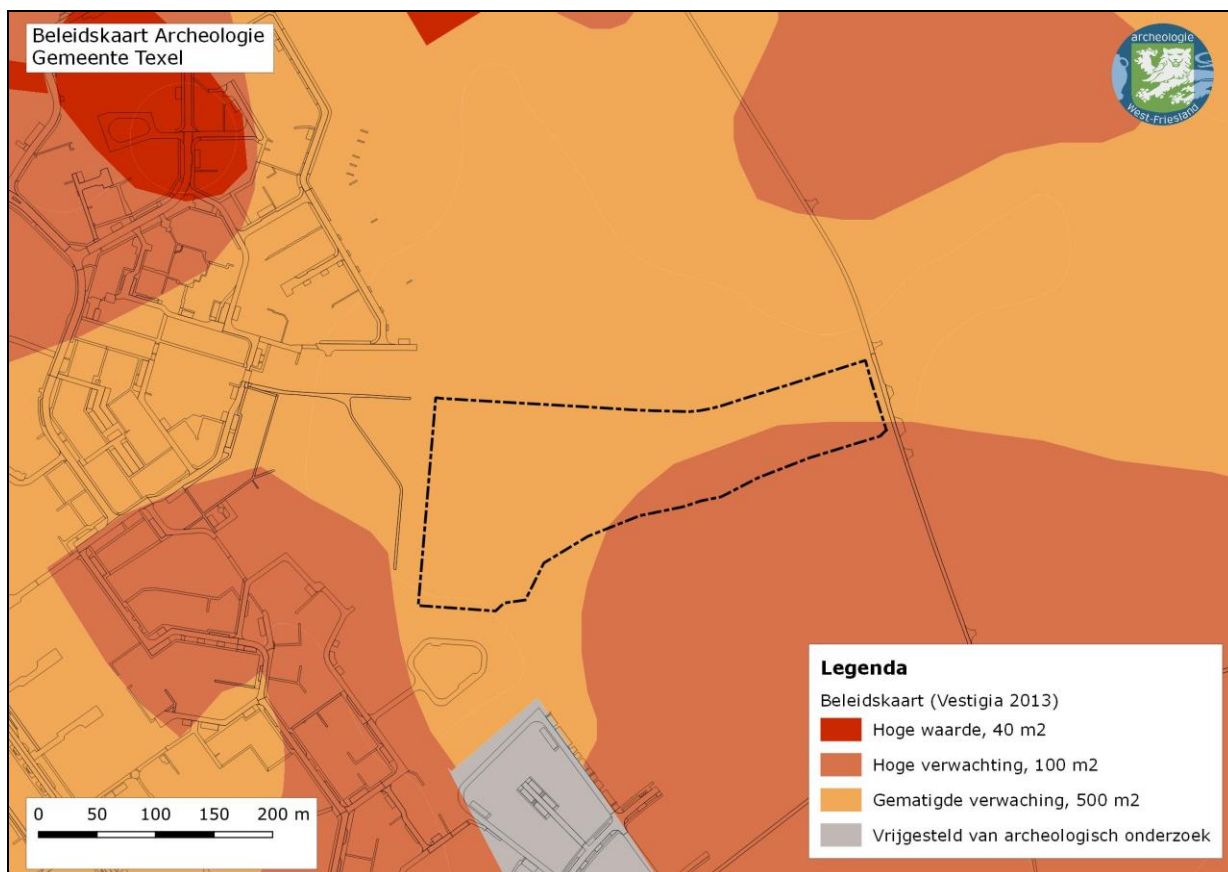 Beleidskaart Archeologie
Gemeente Texel
archeologie
West-Friesland
Legenda
Beleidskaart (Vestigia 2013)
Hoge waarde, 40 m2
Hoge verwachting, 100 m2
Gematigde verwaching, 500 m2
Vrijgesteld van archeologisch onderzoek
0 50 100 150 200 m